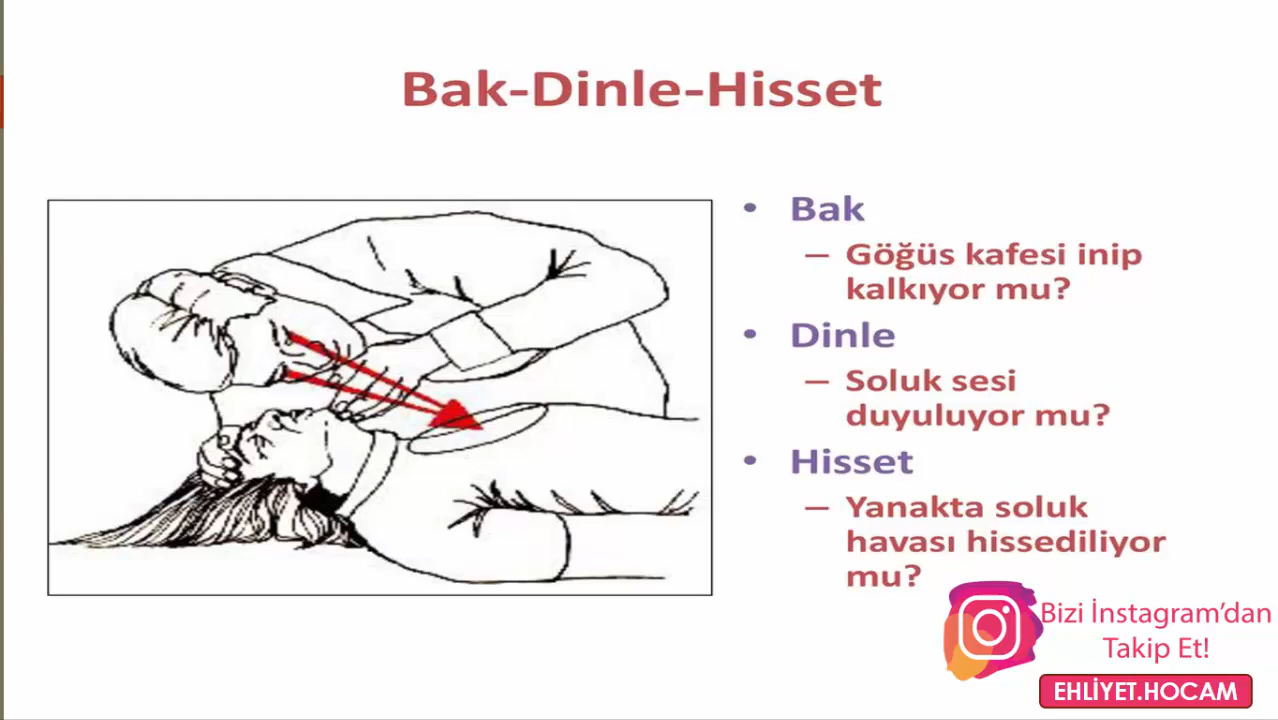 Bak-Dinle-Hisset
• Bak
– Göğüs kafesi inip
kalkıyor mu?
• Dinle
– Soluk sesi
duyuluyor mu?
• Hisset
– Yanakta soluk
havası hissediliyor
mu?
Bizi İnstagram’dan
Takip Et!
EHLİYET.HOCAM